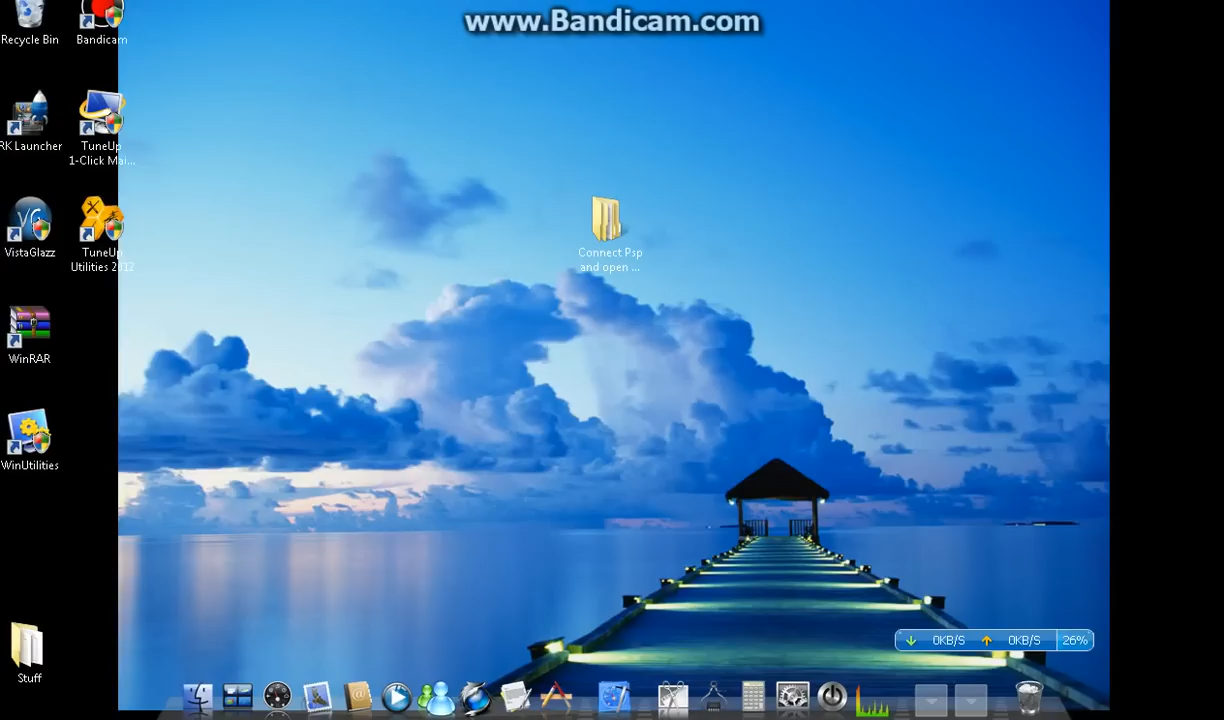 www.Bandicam.com
Recycle Bin
Bandicam
RK Launcher
TuneUp
1-Click Mai...
VistaGlazz
TuneUp
Utilities 2012
Connect Psp
and open ...
WinRAR
WinUtilities
Stuff
0KB/S
0KB/S
26%